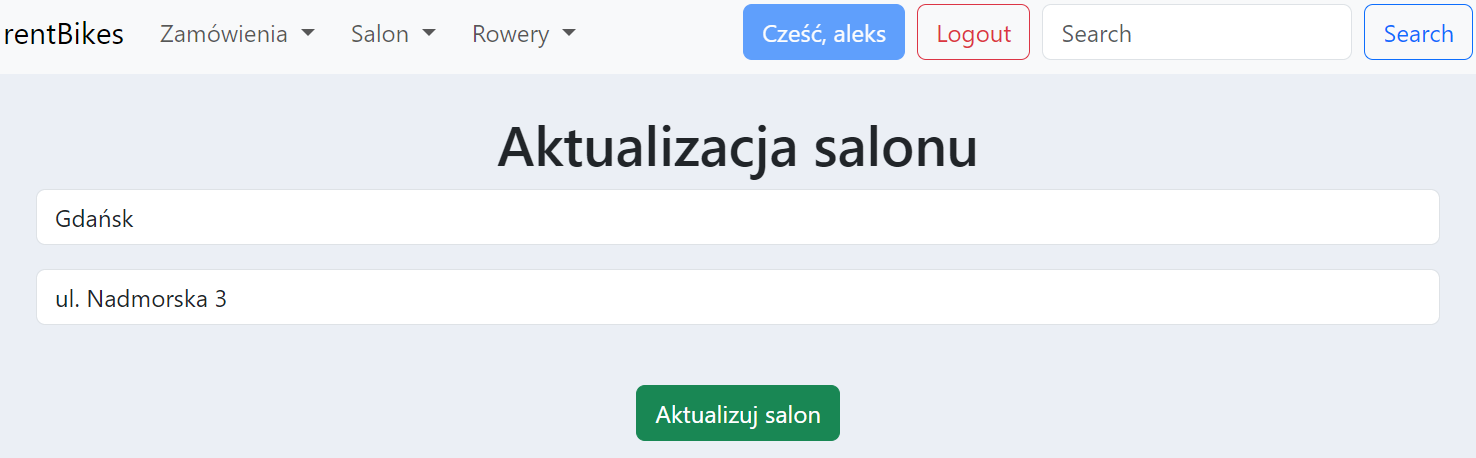 rentBikes Zamówienia Salon Rowery Cześć, aleks Logout Search Search
Aktualizacja salonu
Gdańsk
ul. Nadmorska 3
Aktualizuj salon